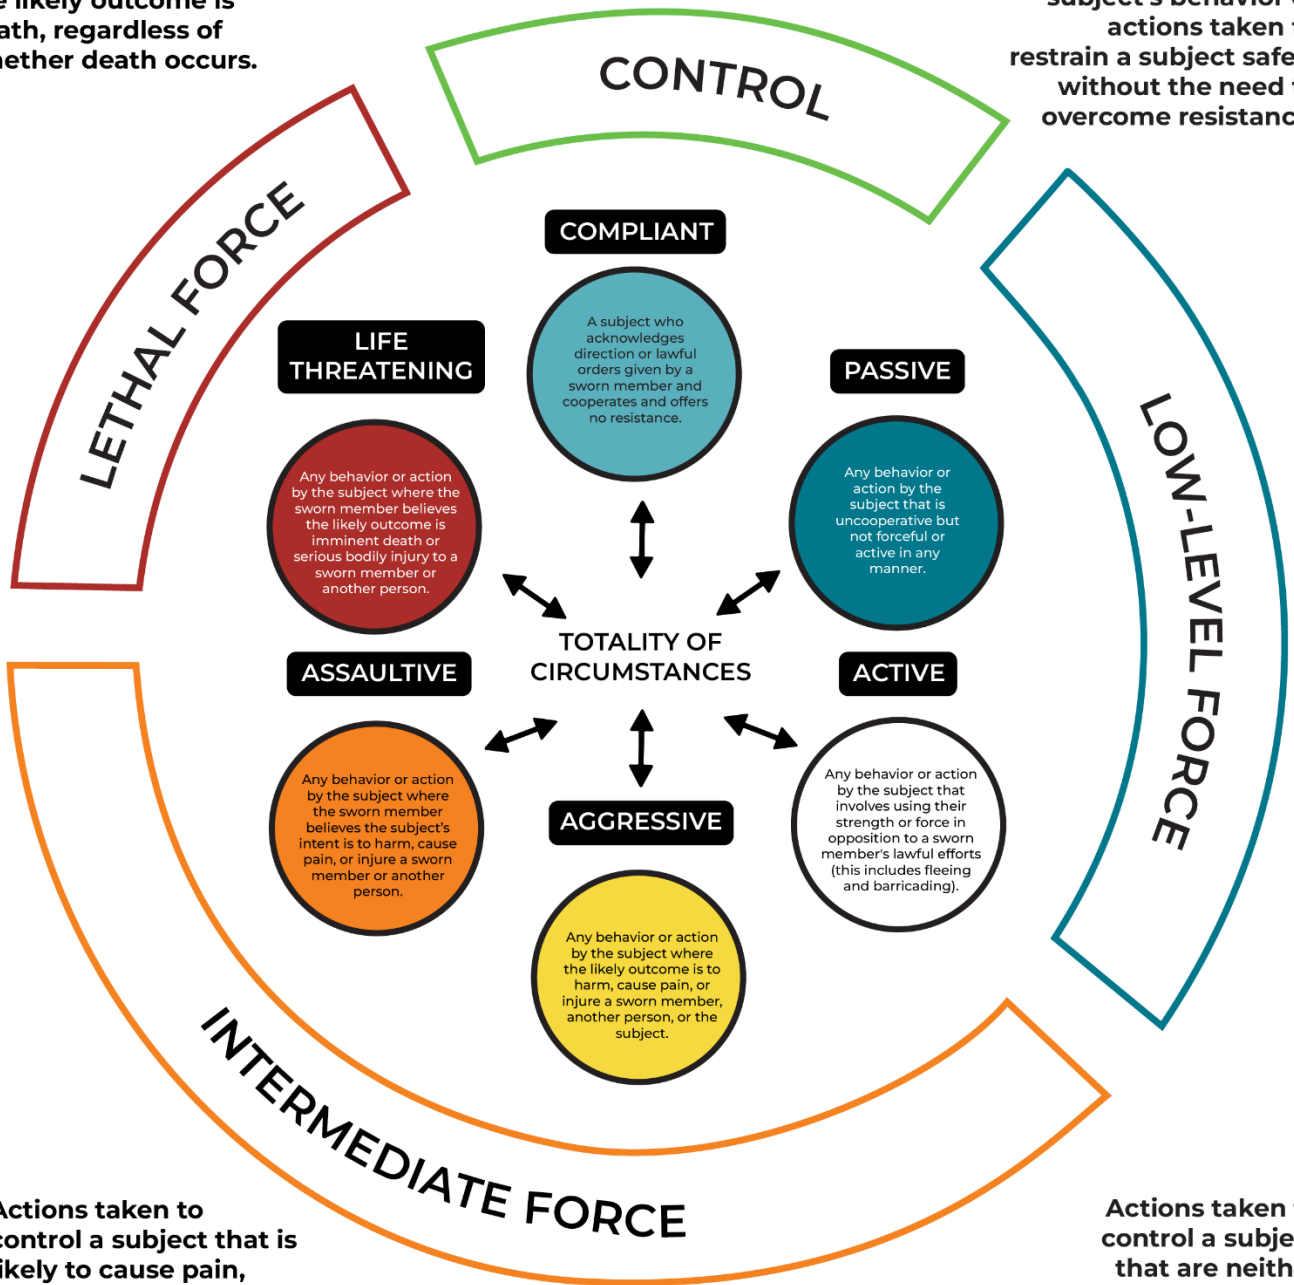 likely outcome is
ath, regardless of
ether death occurs.
subject's behavior
actions taken
restrain a subject
without the need
overcome
CONTROL
LETHAL FORCE
LOW-LEVEL FORCE
INTERMEDIATE FORCE
COMPLIANT
A subject who
acknowledges
direction or lawful
orders given by a
sworn member and
cooperates and offers
no resistance.
LIFE
THREATENING
Any behavior or action
by the subject where the
sworn member believes
the likely outcome is
imminent death or
serious bodily injury to a
sworn member or
another person.
PASSIVE
Any behavior or
action by the
subject that is
uncooperative but
not forceful or
active in any
manner.
TOTALITY OF
CIRCUMSTANCES
ASSAULTIVE
Any behavior or action
by the subject where
the sworn member
believes the subject's
intent is to harm, cause
pain, or injure a sworn
member or another
person.
ACTIVE
Any behavior or action
by the subject that
involves using their
strength or force in
opposition to a sworn
member's lawful efforts
(this includes fleeing
and barricading).
AGGRESSIVE
Any behavior or action
by the subject where
the likely outcome is to
harm, cause pain, or
injure a sworn member,
another person, or the
subject.
Actions taken to
control a subject that is
likely to cause pain,
Actions taken
control a
that are